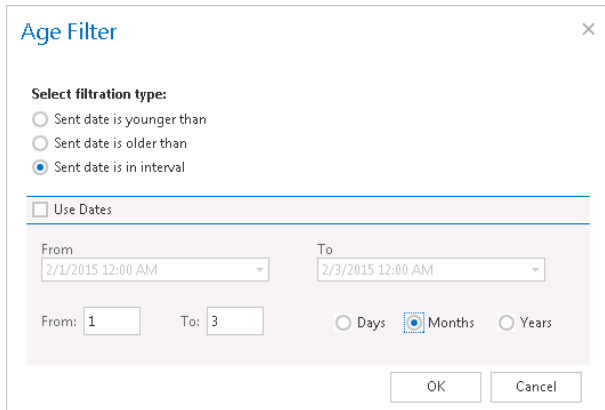 Age Filter
Select filtration type:
Sent date is younger than
Sent date is older than
Sent date is in interval
Use Dates
From To
2/1/2015 12:00 AM 2/3/2015 12:00 AM
From: 1 To: 3 Days Months Years
OK Cancel